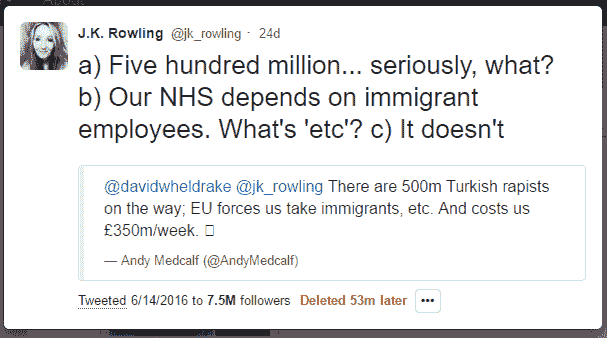 J.K. Rowling @jk_rowling · 24d
a) Five hundred million... seriously, what?
b) Our NHS depends on immigrant
employees. What's 'etc'? c) It doesn't
@davidwheldrake @jk_rowling There are 500m Turkish rapists
on the way; EU forces us take immigrants, etc. And costs us
£350m/week. 
— Andy Medcalf (@AndyMedcalf)
Tweeted 6/14/2016 to 7.5M followers Deleted 53m later •••